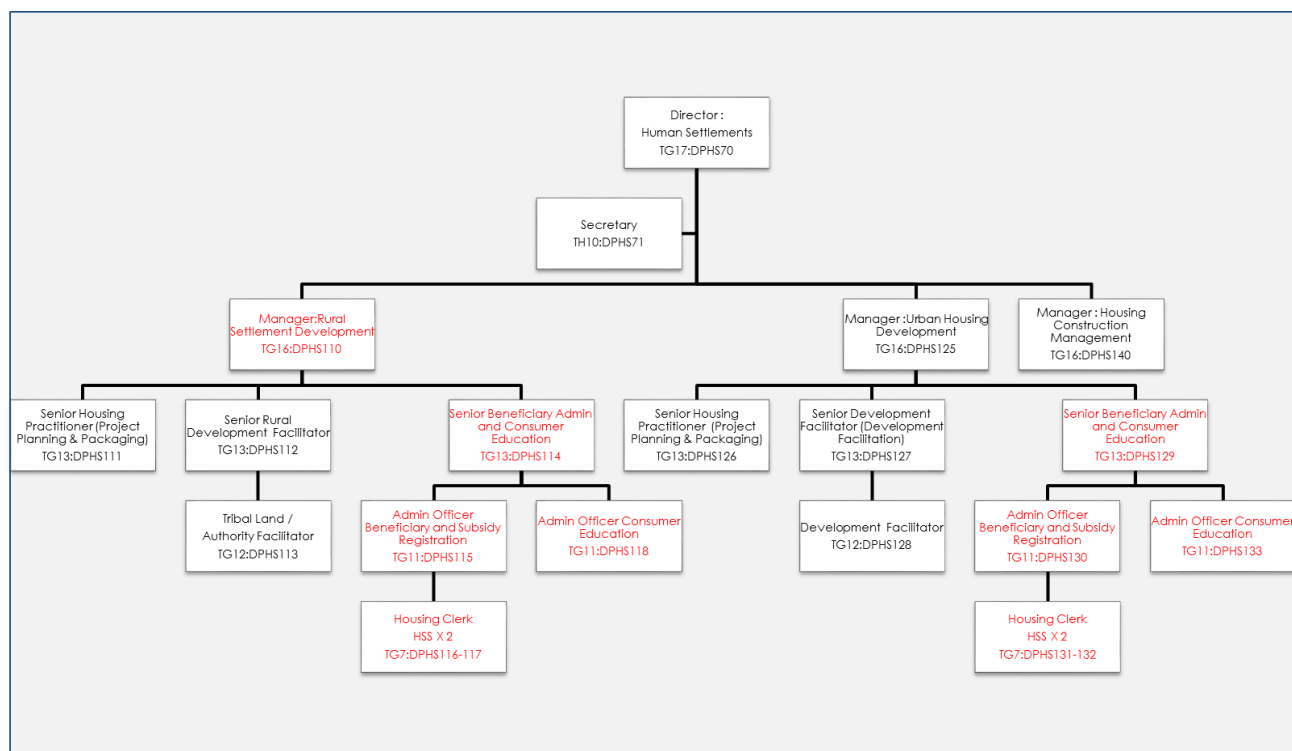 Director :
Human Settlements
TG17:DPHS70
Secretary
TH10:DPHS71
Manager:Rural
Settlement Development
TG16:DPHS110
Manager :Urban Housing
Development
TG16:DPHS125
Manager : Housing
Construction
Management
TG16:DPHS140
Senior Housing
Practitioner (Project
Planning & Packaging)
TG13:DPHS111
Senior Rural
Development Facilitator
TG13:DPHS112
Senior Beneficiary Admin
and Consumer
Education
TG13:DPHS114
Senior Housing
Practitioner (Project
Planning & Packaging)
TG13:DPHS126
Senior Development
Facilitator (Development
Facilitation)
TG13:DPHS127
Senior Beneficiary Admin
and Consumer
Education
TG13:DPHS129
Tribal Land /
Authority Facilitator
TG12:DPHS113
Admin Officer
Beneficiary and Subsidy
Registration
TG11:DPHS115
Admin Officer Consumer
Education
TG11:DPHS118
Development Facilitator
TG12:DPHS128
Admin Officer
Beneficiary and Subsidy
Registration
TG11:DPHS130
Admin Officer Consumer
Education
TG11:DPHS133
Housing Clerk
HSS X 2
TG7:DPHS116-117
Housing Clerk
HSS X 2
TG7:DPHS131-132